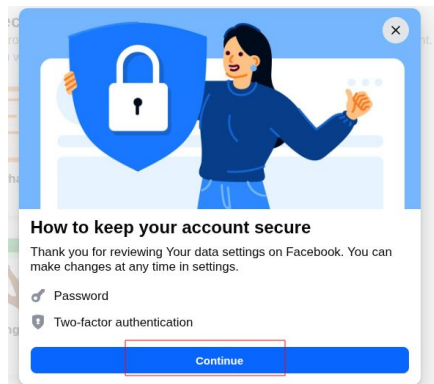 How to keep your account secure
Thank you for reviewing Your data settings on Facebook. You can
make changes at any time in settings.
Password
Two-factor authentication
Continue